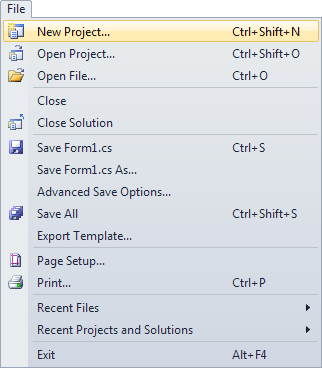 File
New Project... Ctrl+Shift+N
Open Project... Ctrl+Shift+O
Open File... Ctrl+O
Close
Close Solution
Save Form1.cs Ctrl+S
Save Form1.cs As...
Advanced Save Options...
Save All Ctrl+Shift+S
Export Template...
Page Setup...
Print... Ctrl+P
Recent Files
Recent Projects and Solutions
Exit Alt+F4